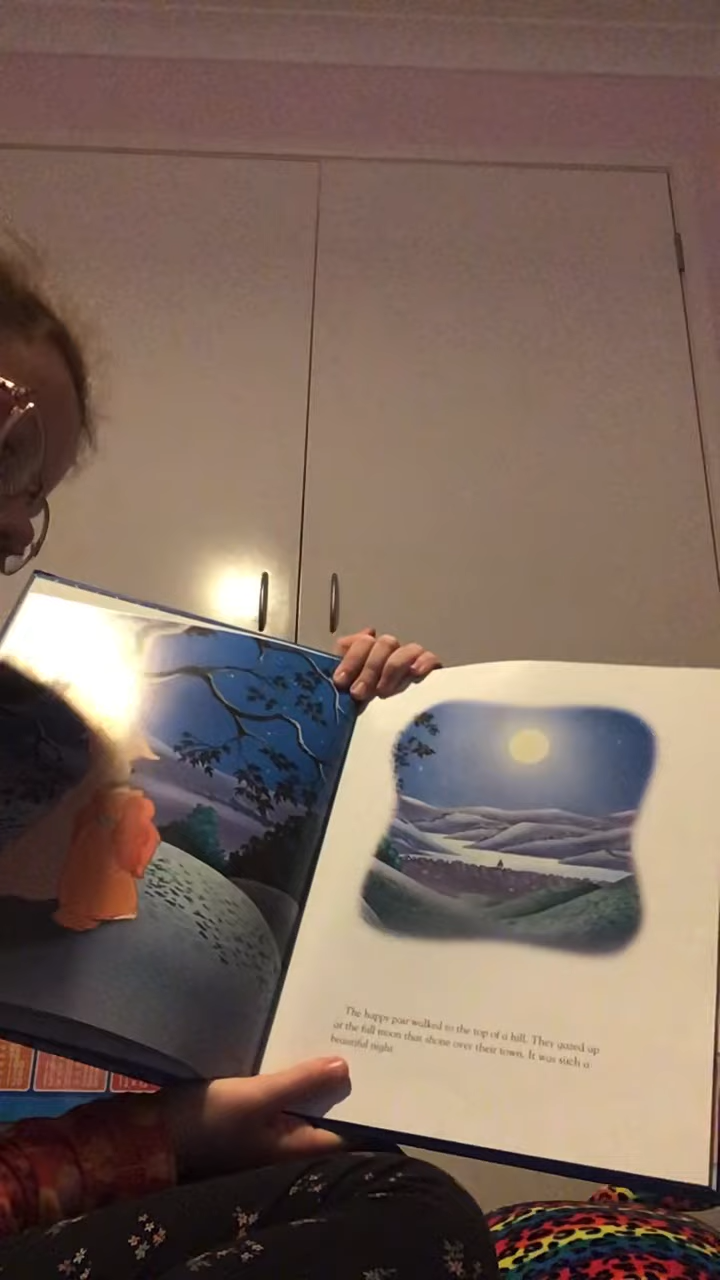 The happy pair walked to the top of a hill. They gazed up
at the full moon that shone over their town. It was such a
beautiful night.